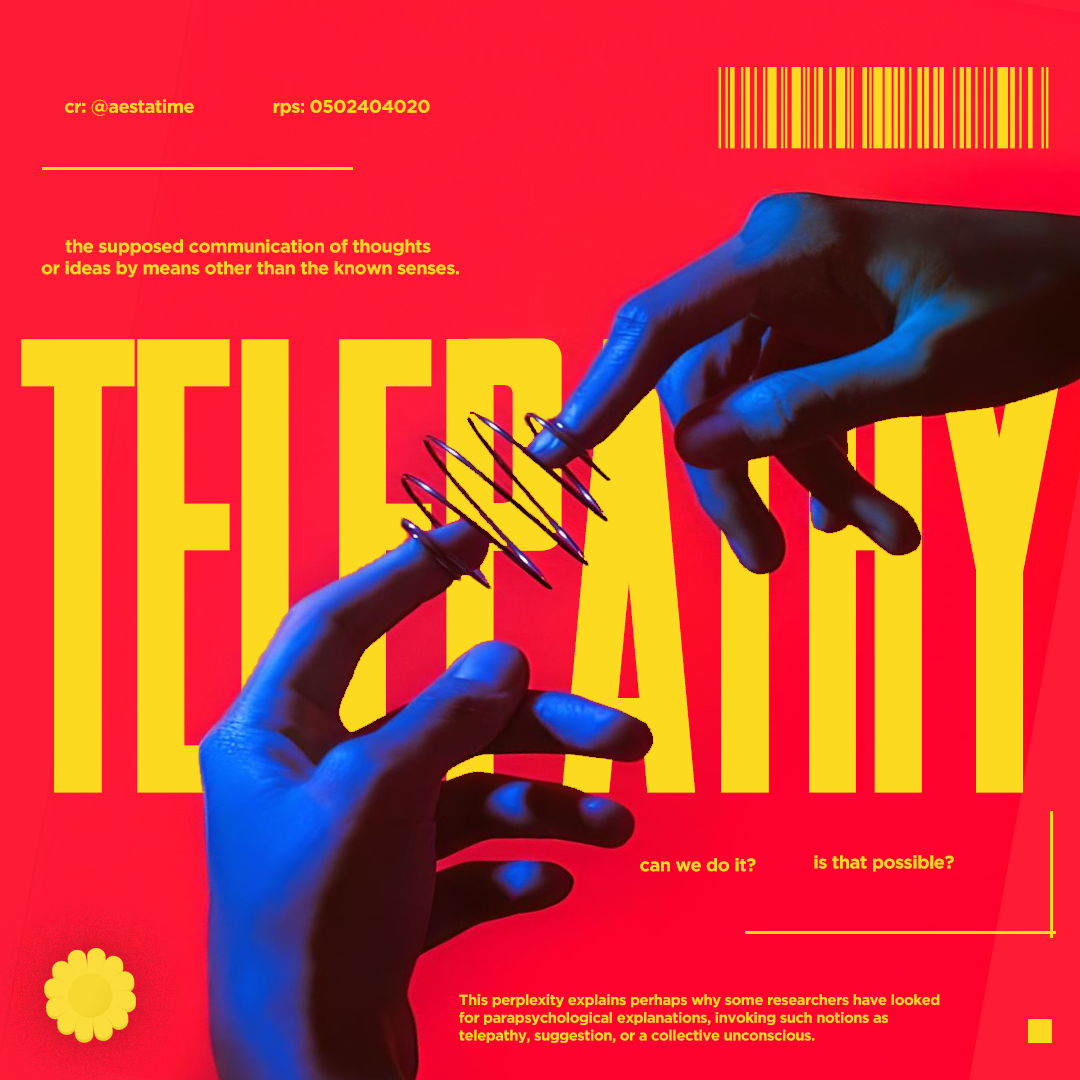 cr: @aestatime
rps: 0502404020
the supposed communication of thoughts
or ideas by means other than the known senses.
TELEPATHY
can we do it?
is that possible?
This perplexity explains perhaps why some researchers have looked
for parapsychological explanations, invoking such notions as
telepathy, suggestion, or a collective unconscious.